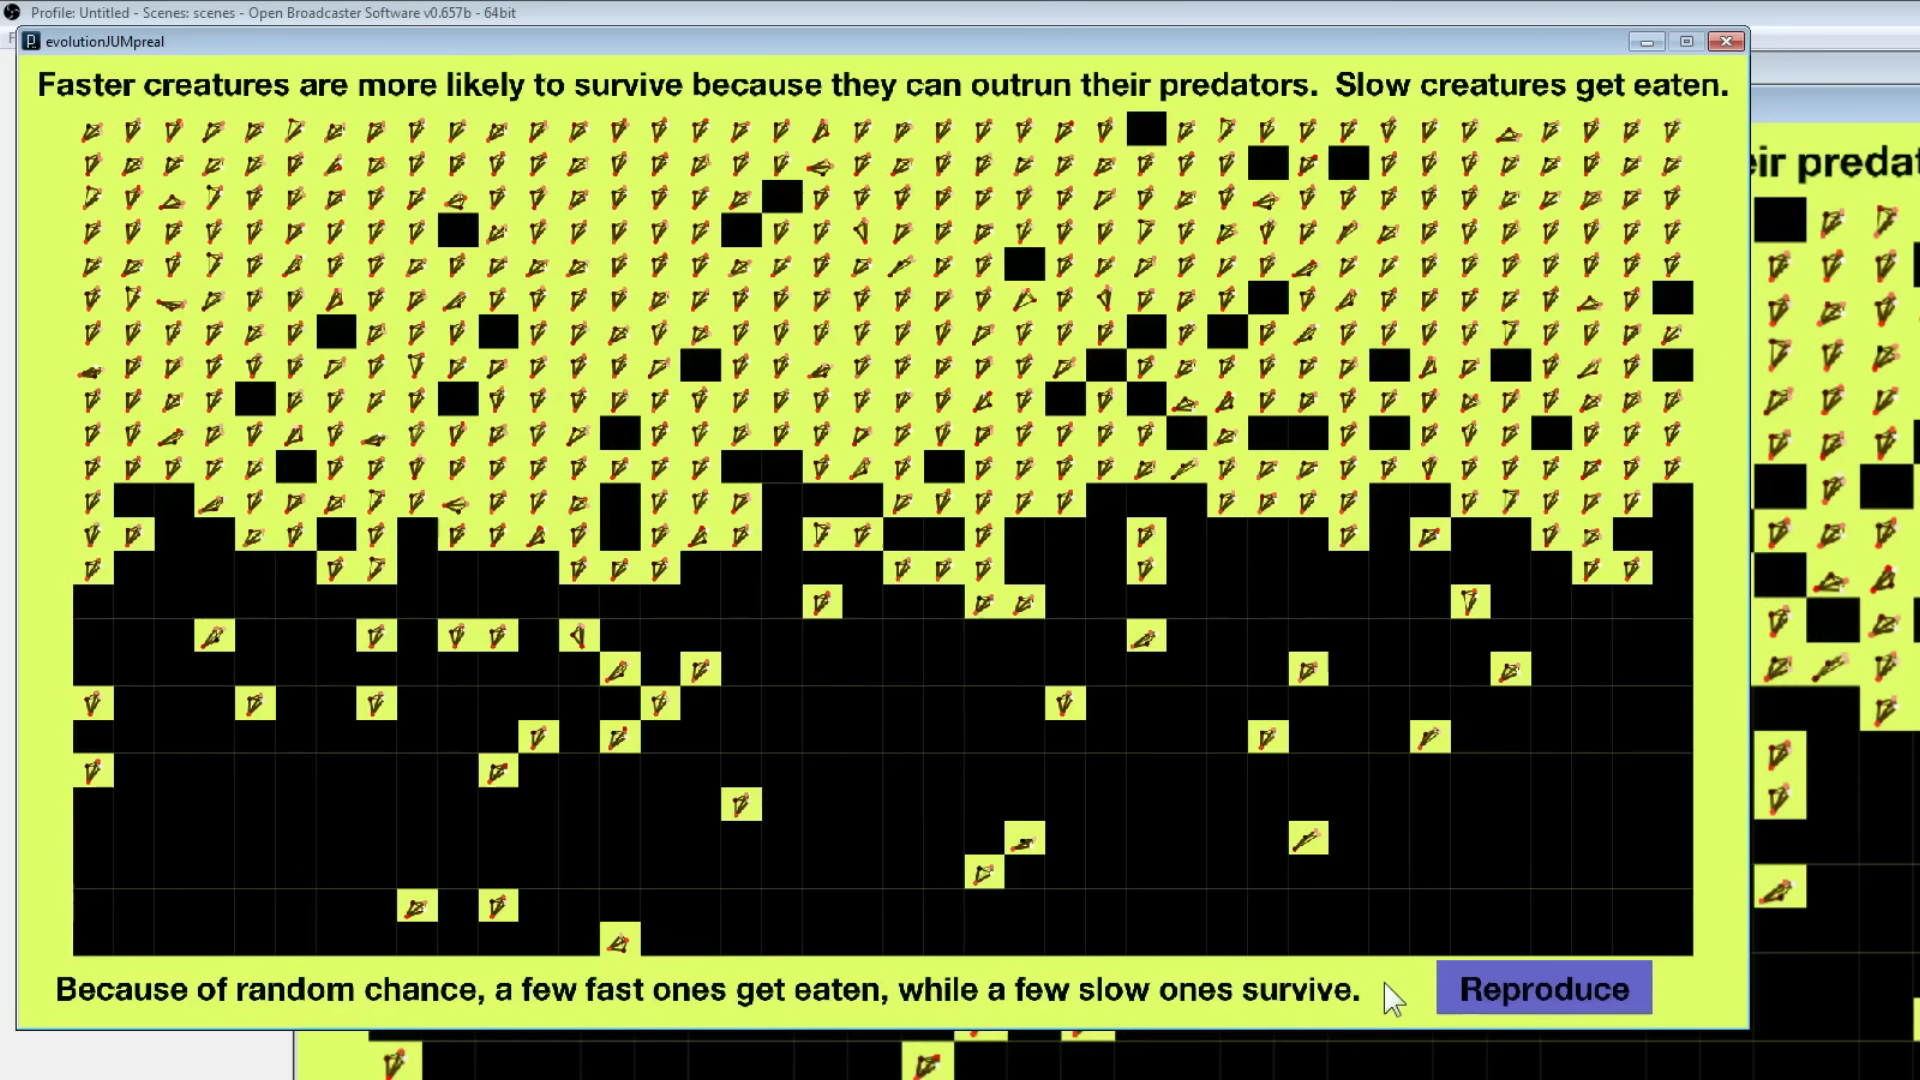 Profile: Untitled - Scenes: scenes - Open Broadcaster Software v0.657b - 64bit
evolutionJUMpreal
Faster creatures are more likely to survive because they can outrun their predators.  Slow creatures get eaten.
eir predat
Because of random chance, a few fast ones get eaten, while a few slow ones survive.
Reproduce